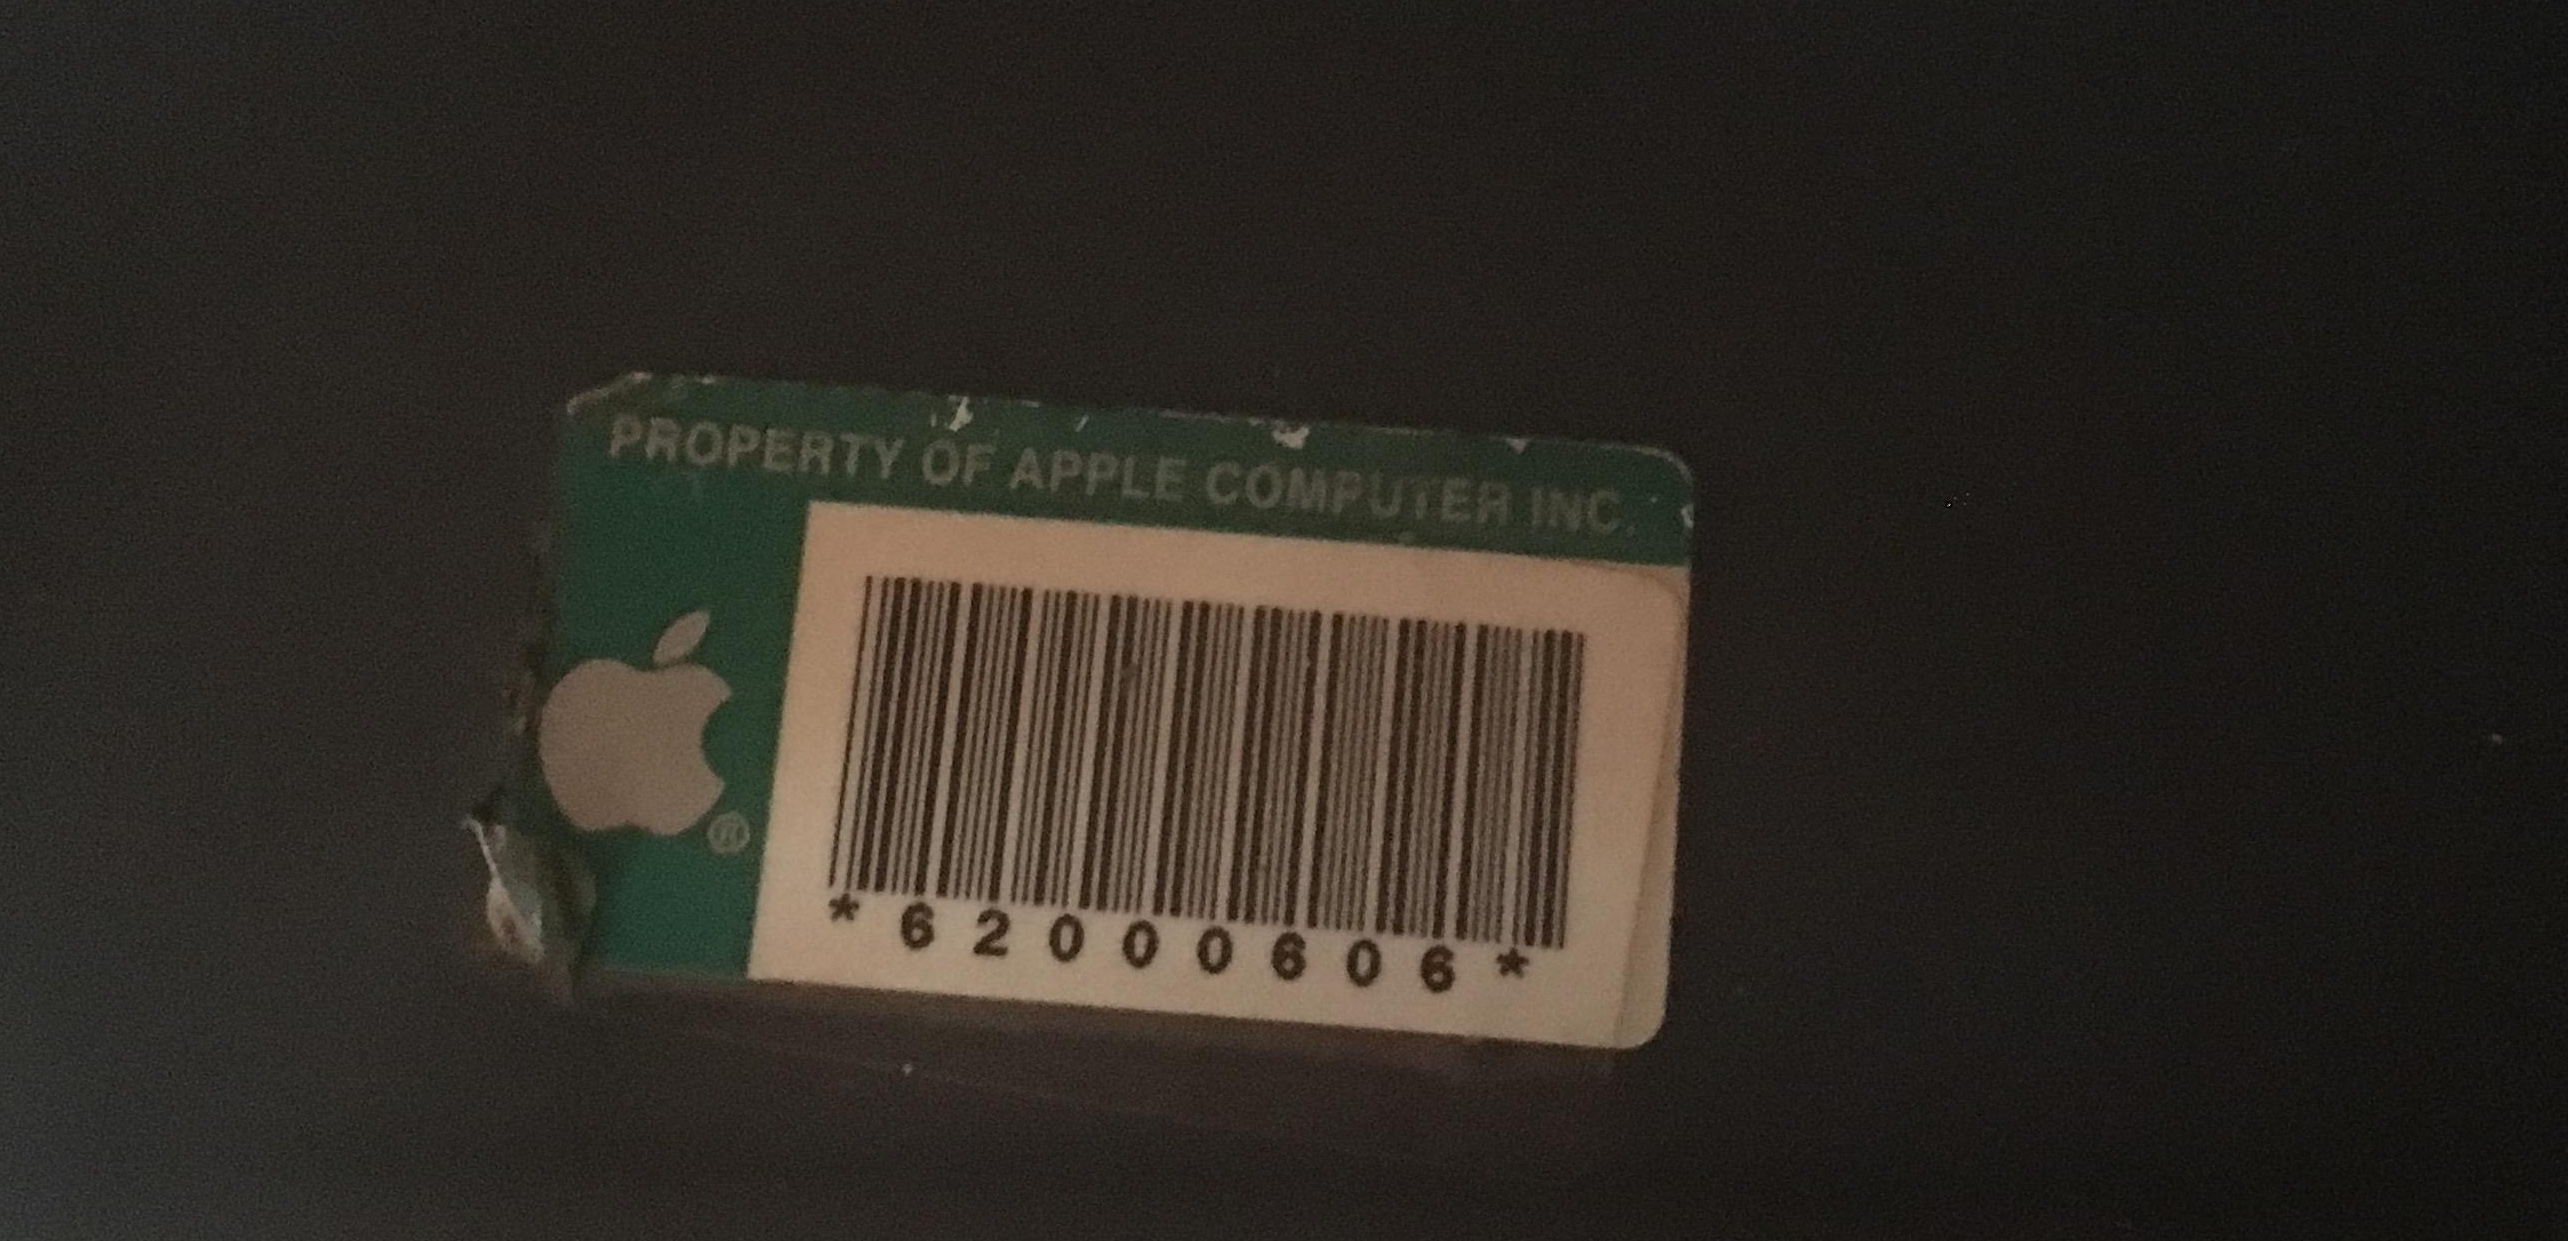 PROPERTY OF APPLE COMPUTER INC.
®
*62000606*